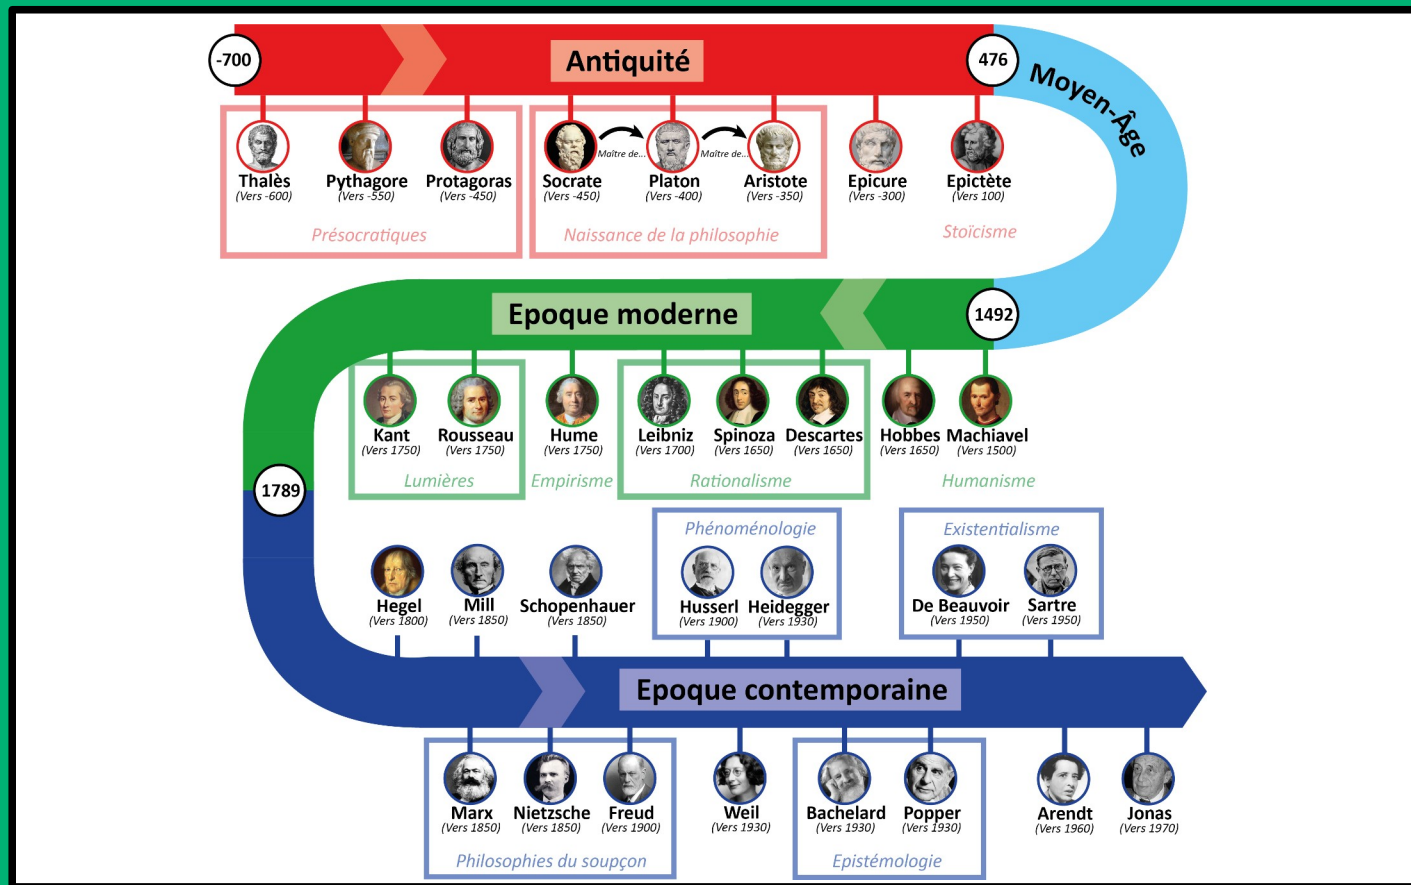 -700
Antiquité
476
Moyen-Âge
Maître de...
Maître de...
Thalès
(Vers -600)
Pythagore
(Vers -550)
Protagoras
(Vers -450)
Présocratiques
Socrate
(Vers -450)
Platon
(Vers -400)
Aristote
(Vers -350)
Naissance de la philosophie
Epicure
(Vers -300)
Epictète
(Vers 100)
Stoïcisme
Epoque moderne
1492
Kant
(Vers 1750)
Rousseau
(Vers 1750)
Lumières
Hume
(Vers 1750)
Empirisme
Leibniz
(Vers 1700)
Spinoza
(Vers 1650)
Descartes
(Vers 1650)
Rationalisme
Hobbes
(Vers 1650)
Machiavel
(Vers 1500)
Humanisme
1789
Hegel
(Vers 1800)
Mill
(Vers 1850)
Schopenhauer
(Vers 1850)
Phénoménologie
Husserl
(Vers 1900)
Heidegger
(Vers 1930)
Existentialisme
De Beauvoir
(Vers 1950)
Sartre
(Vers 1950)
Epoque contemporaine
Marx
(Vers 1850)
Nietzsche
(Vers 1850)
Freud
(Vers 1900)
Philosophies du soupçon
Weil
(Vers 1930)
Bachelard
(Vers 1930)
Popper
(Vers 1930)
Epistémologie
Arendt
(Vers 1960)
Jonas
(Vers 1970)